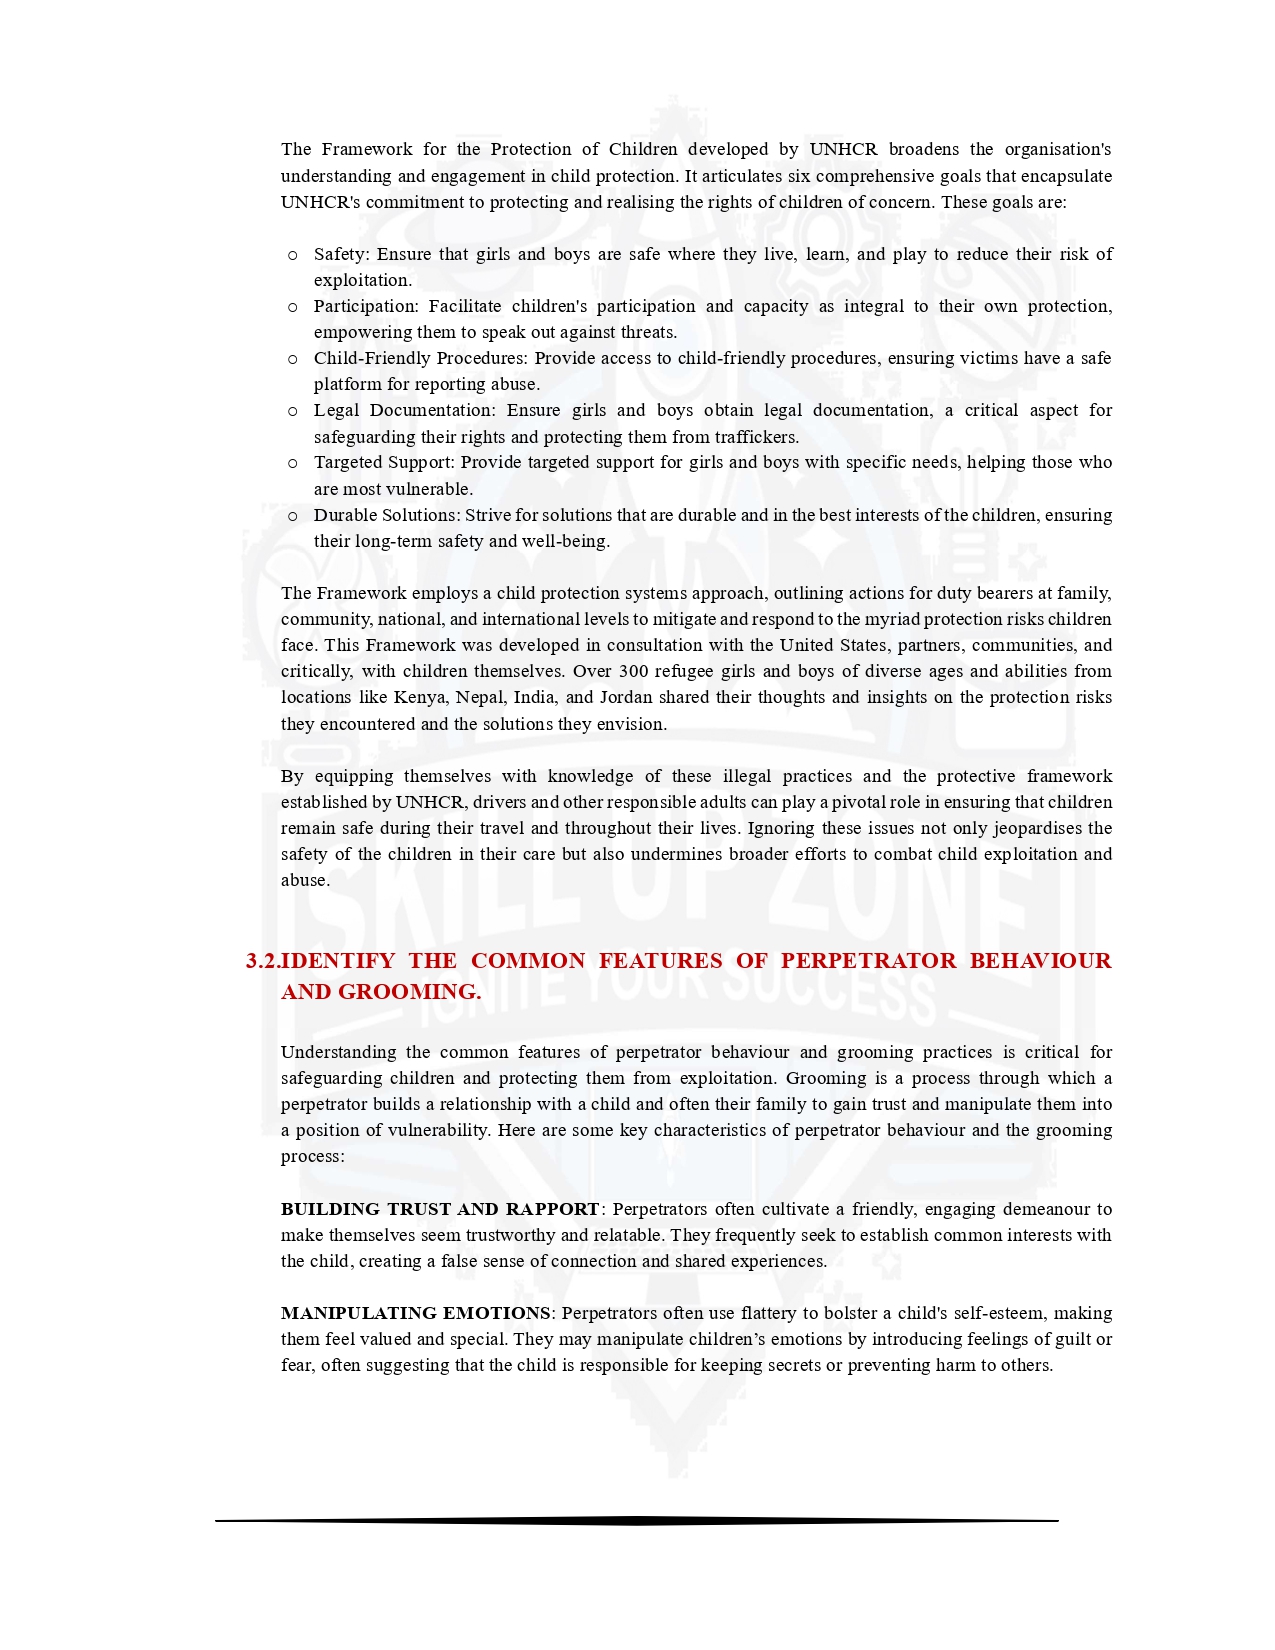 The Framework for the Protection of Children developed by UNHCR broadens the organisation's
understanding and engagement in child protection. It articulates six comprehensive goals that encapsulate
UNHCR's commitment to protecting and realising the rights of children of concern. These goals are:
o Safety: Ensure that girls and boys are safe where they live, learn, and play to reduce their risk of
exploitation.
o Participation: Facilitate children's participation and capacity as integral to their own protection,
empowering them to speak out against threats.
o Child-Friendly Procedures: Provide access to child-friendly procedures, ensuring victims have a safe
platform for reporting abuse.
o Legal Documentation: Ensure girls and boys obtain legal documentation, a critical aspect for
safeguarding their rights and protecting them from traffickers.
o Targeted Support: Provide targeted support for girls and boys with specific needs, helping those who
are most vulnerable.
o Durable Solutions: Strive for solutions that are durable and in the best interests of the children, ensuring
their long-term safety and well-being.
The Framework employs a child protection systems approach, outlining actions for duty bearers at family,
community, national, and international levels to mitigate and respond to the myriad protection risks children
face. This Framework was developed in consultation with the United States, partners, communities, and
critically, with children themselves. Over 300 refugee girls and boys of diverse ages and abilities from
locations like Kenya, Nepal, India, and Jordan shared their thoughts and insights on the protection risks
they encountered and the solutions they envision.
By equipping themselves with knowledge of these illegal practices and the protective framework
established by UNHCR, drivers and other responsible adults can play a pivotal role in ensuring that children
remain safe during their travel and throughout their lives. Ignoring these issues not only jeopardises the
safety of the children in their care but also undermines broader efforts to combat child exploitation and
abuse.
SKILL UP ZONE
IGNITE YOUR SUCCESS
3.2.IDENTIFY THE COMMON FEATURES OF PERPETRATOR BEHAVIOUR
AND GROOMING.
Understanding the common features of perpetrator behaviour and grooming practices is critical for
safeguarding children and protecting them from exploitation. Grooming is a process through which a
perpetrator builds a relationship with a child and often their family to gain trust and manipulate them into
a position of vulnerability. Here are some key characteristics of perpetrator behaviour and the grooming
process:
BUILDING TRUST AND RAPPORT: Perpetrators often cultivate a friendly, engaging demeanour to
make themselves seem trustworthy and relatable. They frequently seek to establish common interests with
the child, creating a false sense of connection and shared experiences.
MANIPULATING EMOTIONS: Perpetrators often use flattery to bolster a child's self-esteem, making
them feel valued and special. They may manipulate children’s emotions by introducing feelings of guilt or
fear, often suggesting that the child is responsible for keeping secrets or preventing harm to others.